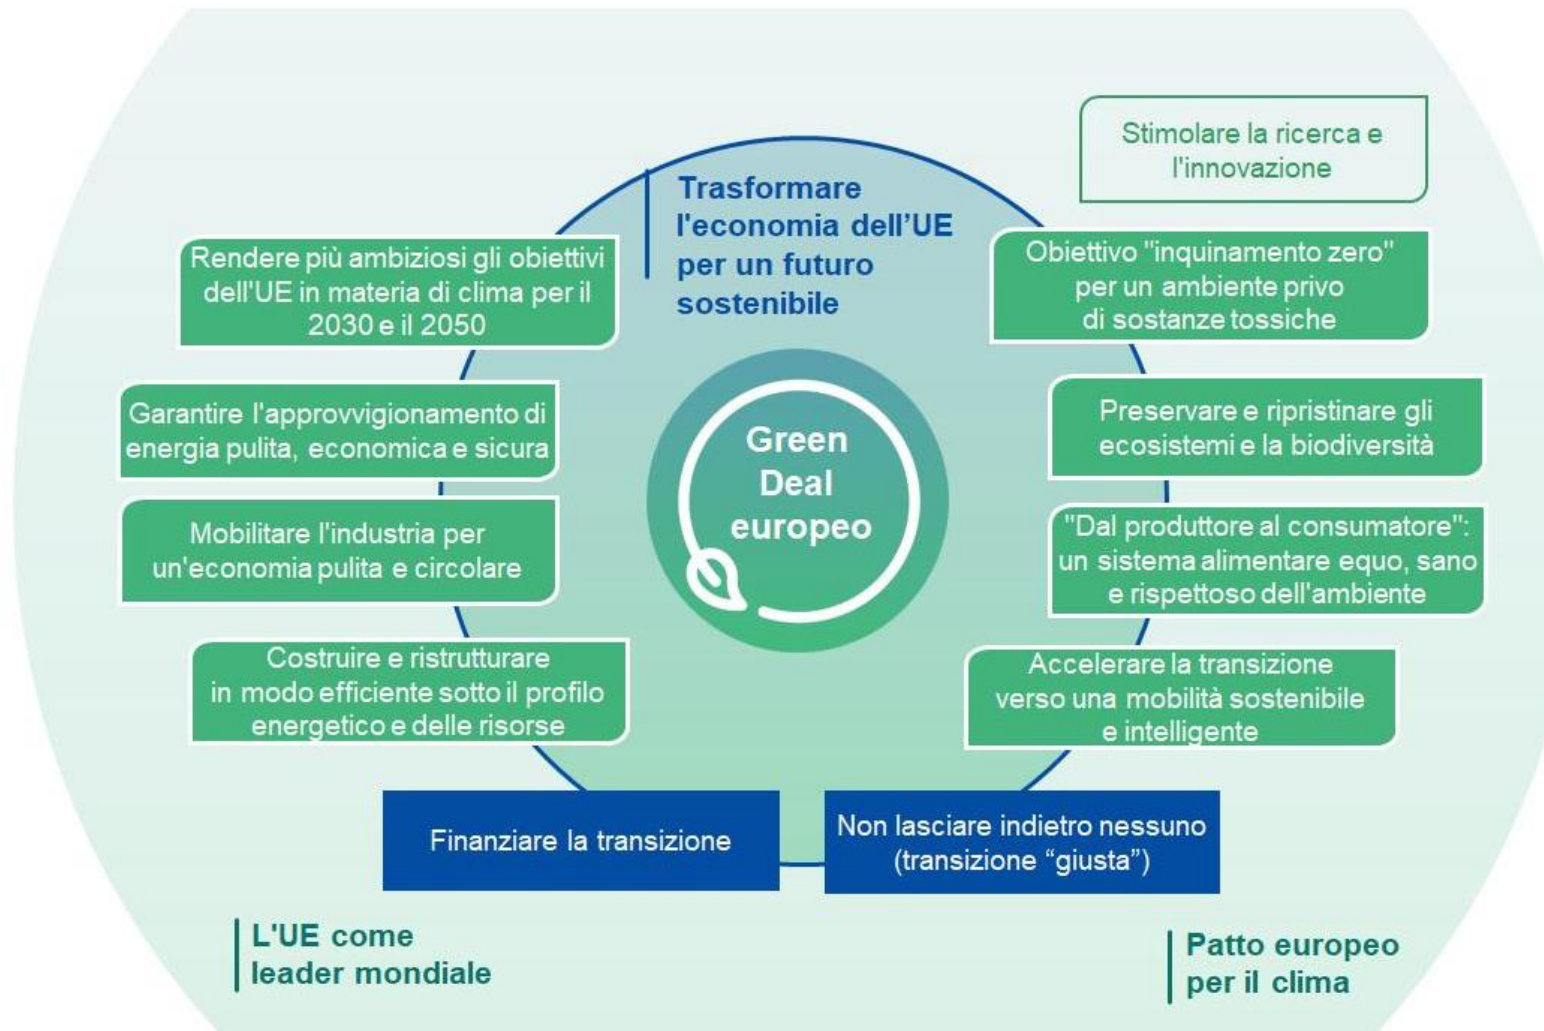 Stimolare la ricerca e
l'innovazione
Trasformare
l'economia dell’UE
per un futuro
sostenibile
Rendere più ambiziosi gli obiettivi
dell'UE in materia di clima per il
2030 e il 2050
Obiettivo "inquinamento zero"
per un ambiente privo
di sostanze tossiche
Garantire l'approvvigionamento di
energia pulita, economica e sicura
Preservare e ripristinare gli
ecosistemi e la biodiversità
Green
Deal
europeo
Mobilitare l'industria per
un'economia pulita e circolare
"Dal produttore al consumatore":
un sistema alimentare equo, sano
e rispettoso dell'ambiente
Costruire e ristrutturare
in modo efficiente sotto il profilo
energetico e delle risorse
Accelerare la transizione
verso una mobilità sostenibile
e intelligente
Finanziare la transizione
Non lasciare indietro nessuno
(transizione “giusta”)
L'UE come
leader mondiale
Patto europeo
per il clima